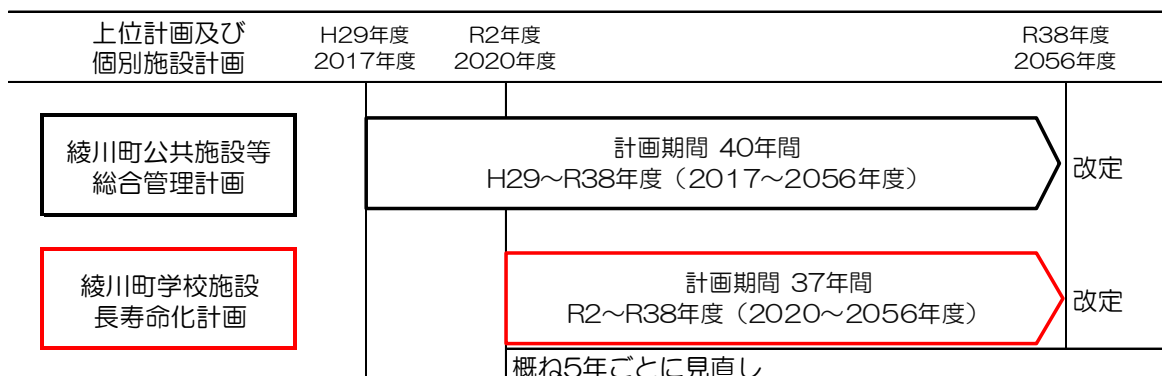 上位計画及び
個別施設計画
H29年度
2017年度
R2年度
2020年度
R38年度
2056年度
綾川町公共施設等
総合管理計画
計画期間 40年間
H29～R38年度（2017～2056年度）
改定
綾川町学校施設
長寿命化計画
計画期間 37年間
R2～R38年度（2020～2056年度）
改定
概ね5年ごとに見直し